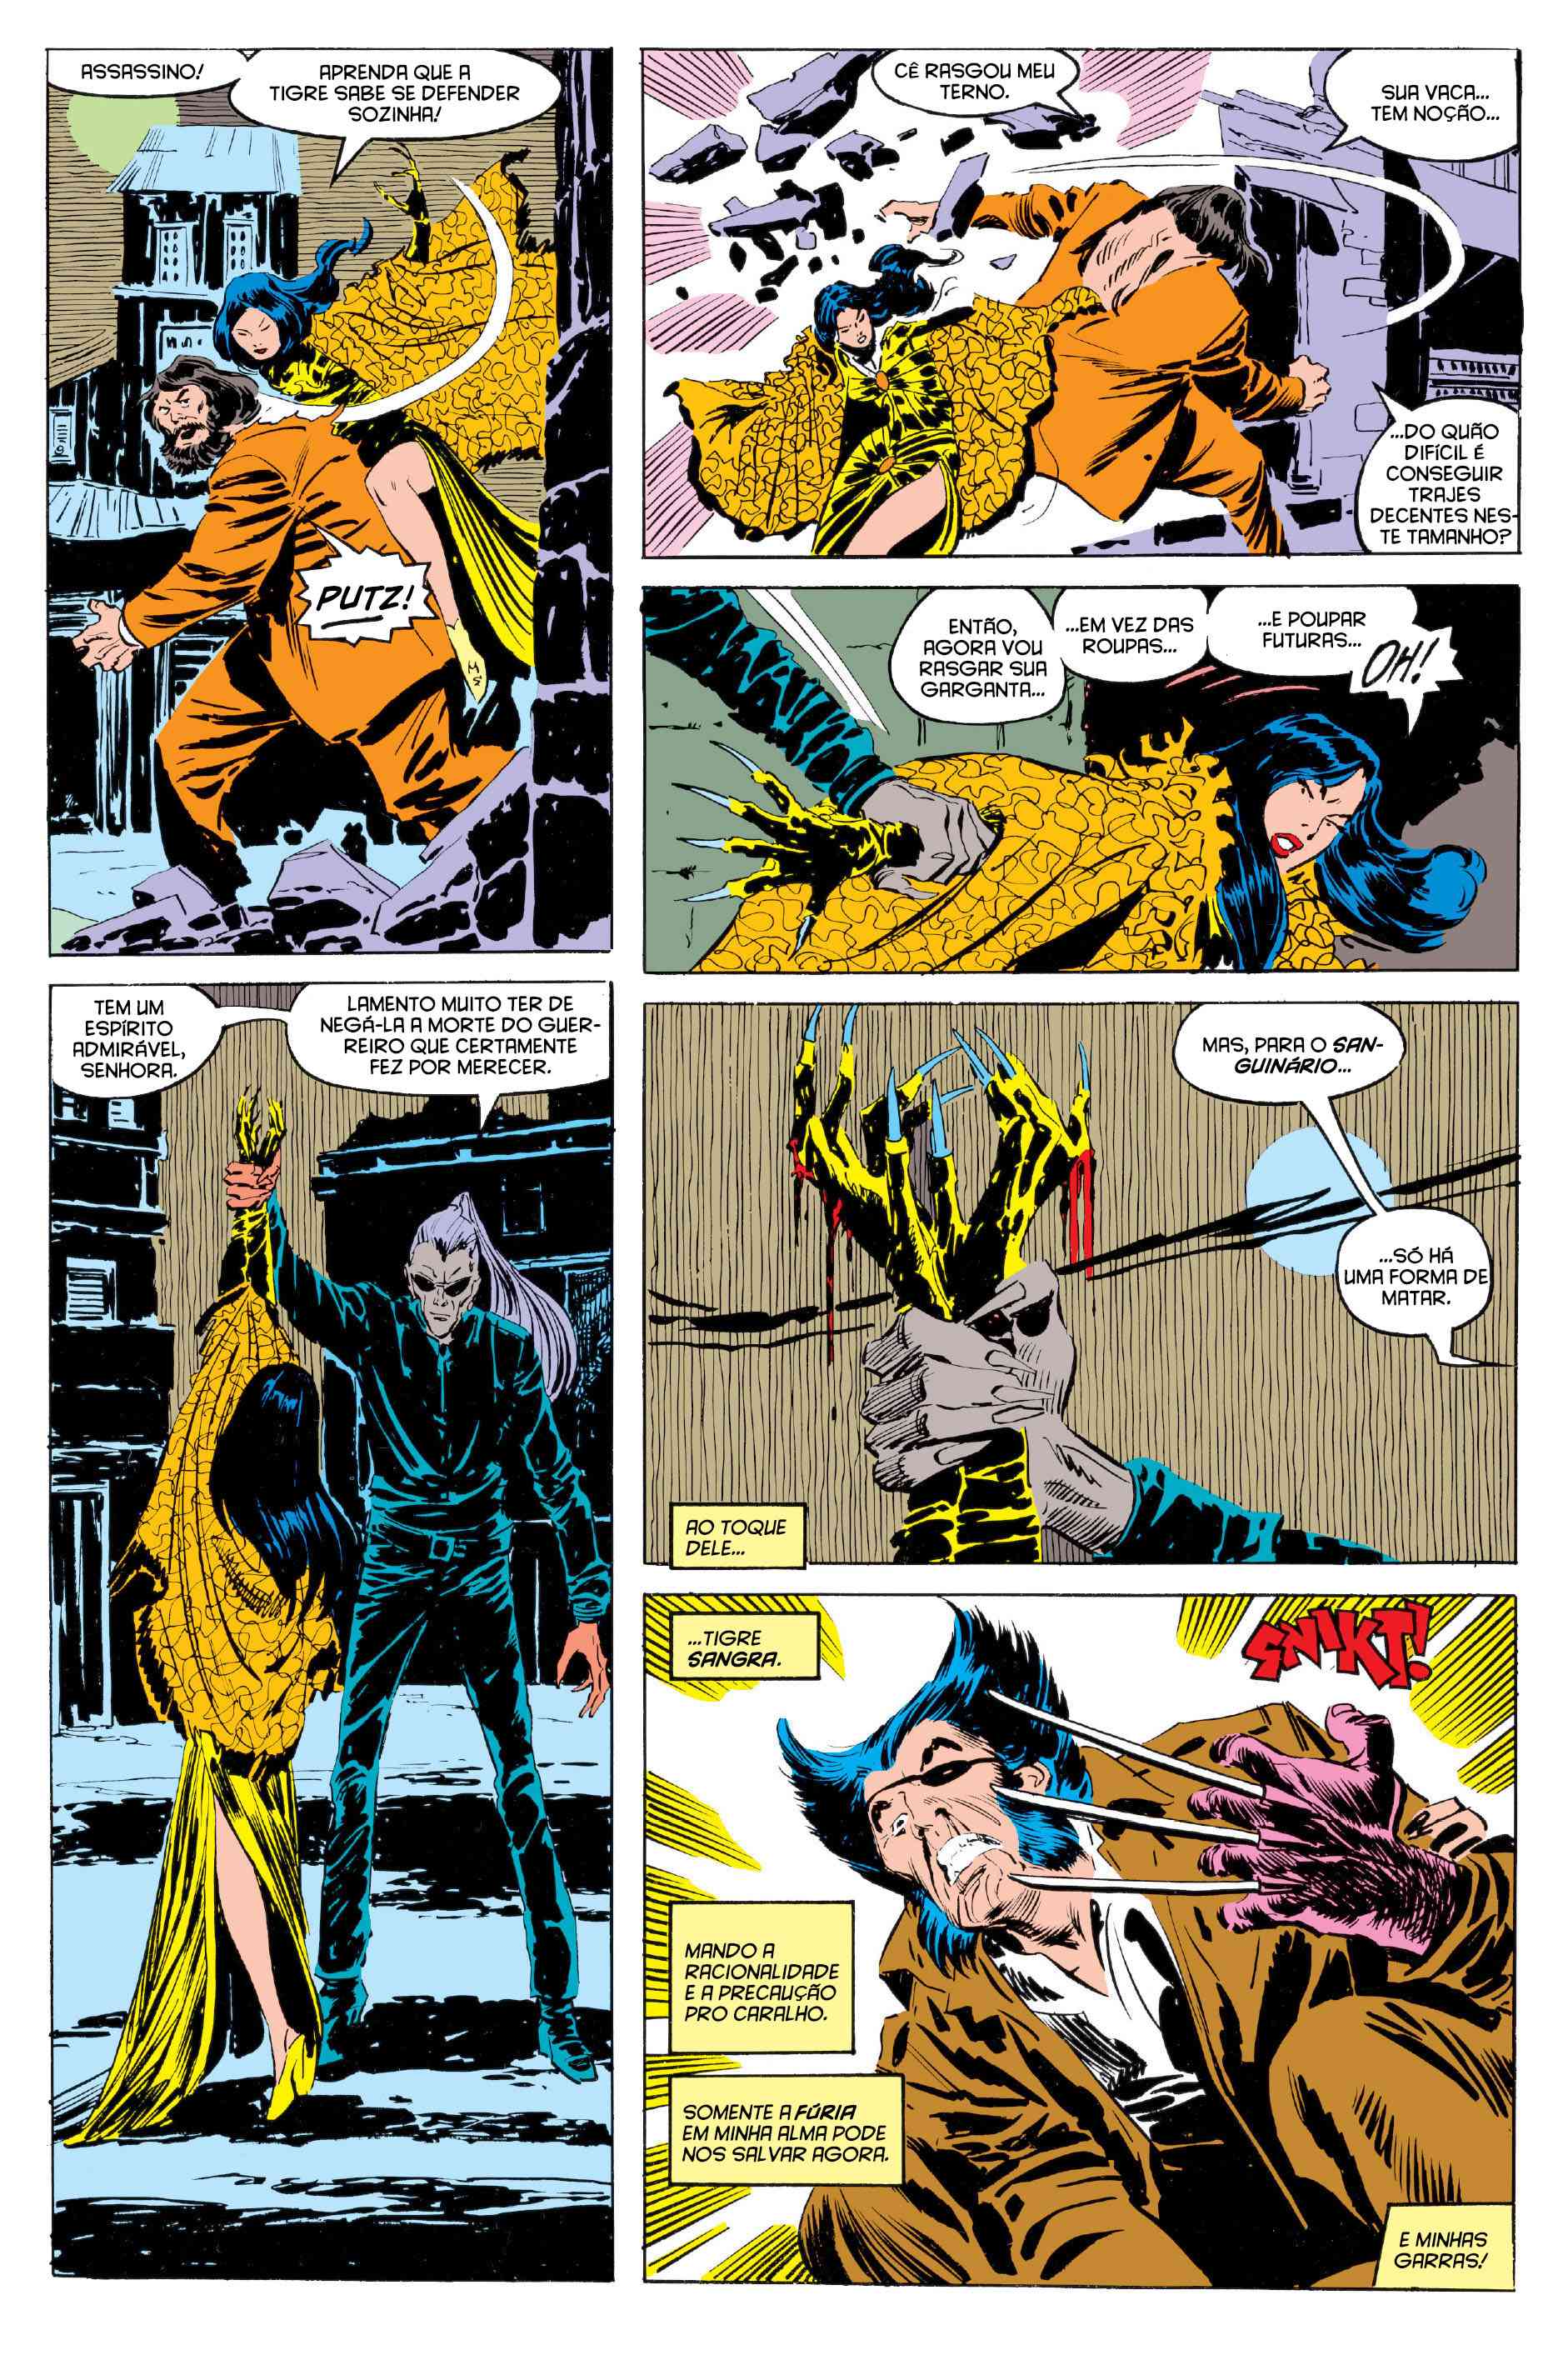 ASSASSINO!
APRENDA QUE A
TIGRE SABE SE DEFENDER
SOZINHA!
PUTZ!
CÊ RASGOU MEU
TERNO.
SUA VACA...
TEM NOÇÃO...
...DO QUÃO
DIFÍCIL É
CONSEGUIR
TRAJES
DECENTES NES-
TE TAMANHO?
ENTÃO,
AGORA VOU
RASGAR SUA
GARGANTA...
...EM VEZ DAS
ROUPAS...
...E POUPAR
FUTURAS...
OH!
TEM UM
ESPÍRITO
ADMIRÁVEL,
SENHORA.
LAMENTO MUITO TER DE
NEGÁ-LA A MORTE DO GUER-
REIRO QUE CERTAMENTE
FEZ POR MERECER.
MAS, PARA O SAN-
GUINÁRIO...
...SÓ HÁ
UMA FORMA DE
MATAR.
AO TOQUE
DELE...
...TIGRE
SANGRA.
SNIKT!
MANDO A
RACIONALIDADE
E A PRECAUÇÃO
PRO CARALHO.
SOMENTE A FÚRIA
EM MINHA ALMA PODE
NOS SALVAR AGORA.
E MINHAS
GARRAS!